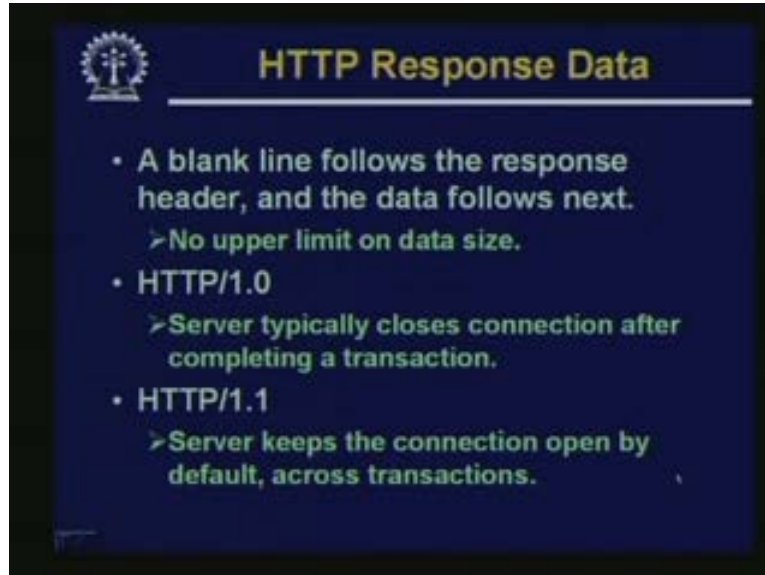 HTTP Response Data
• A blank line follows the response
header, and the data follows next.
➢No upper limit on data size.
• HTTP/1.0
➢Server typically closes connection after
completing a transaction.
• HTTP/1.1
➢Server keeps the connection open by
default, across transactions.